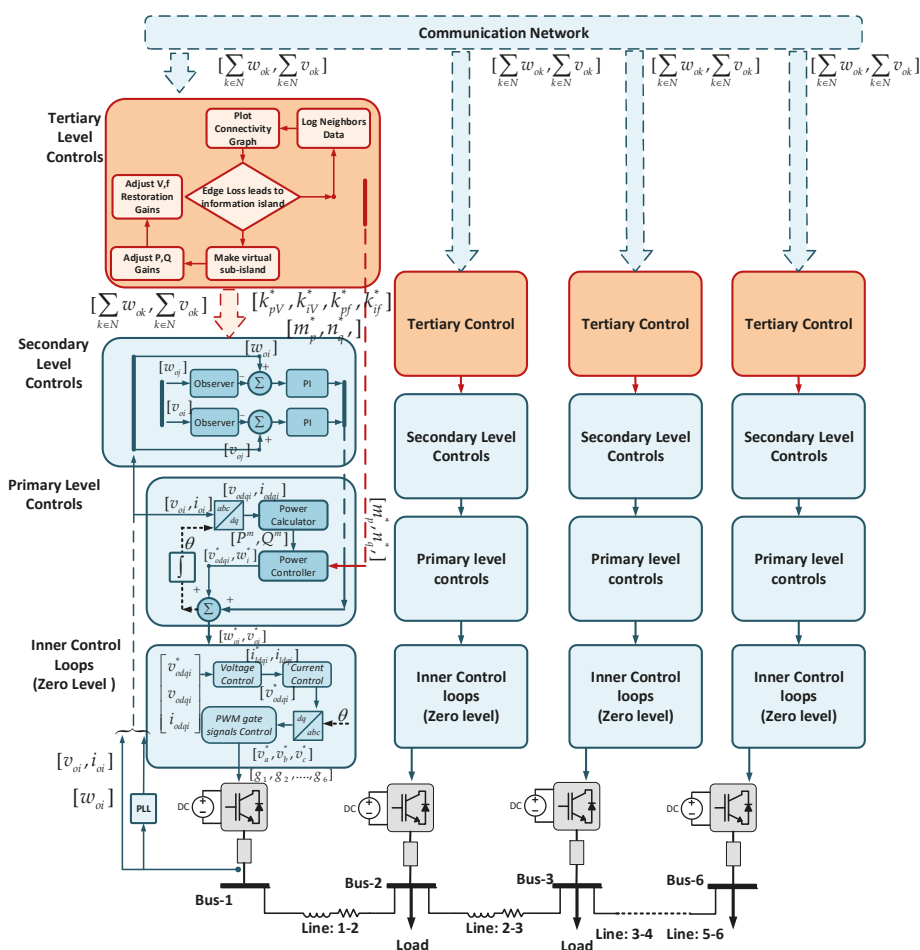 Communication Network
[∑_{k∈N} w_{ok}, ∑_{k∈N} v_{ok}]
[∑_{k∈N} w_{ok}, ∑_{k∈N} v_{ok}]
[∑_{k∈N} w_{ok}, ∑_{k∈N} v_{ok}]
[∑_{k∈N} w_{ok}, ∑_{k∈N} v_{ok}]
Tertiary
Level
Controls
Plot
Connectivity
Graph
Log Neighbors
Data
Edge Loss leads to
information island
Adjust V,f
Restoration
Gains
Adjust P,Q
Gains
Make virtual
sub-island
[∑_{k∈N} w_{ok}, ∑_{k∈N} v_{ok}]
[k*_{pV}, k*_{iV}, k*_{pf}, k*_{if}]
[m*_p, n*_q,]
Secondary
Level
Controls
[w_{oi}]
[w_{oj}]
Observer
−
+
∑
PI
[v_{oi}]
Observer
−
∑
+
PI
[v_{oj}]
Primary Level
Controls
[v_{oi}, i_{oi}]
[v_{odqi}, i_{odqi}]
abc
dq
Power
Calculator
[P^m, Q^m]
θ
∫
[v*_{odqi}, w*_i]
Power
Controller
+
+
∑
[m*_p, n*_q,]
[w*_{oi}, v*_{oi}]
Inner Control
Loops
(Zero Level )
v*_{odqi}
v_{odqi}
i_{odqi}
Voltage
Control
[i*_{ldqi}, i_{ldqi}]
Current
Control
[v*_{odqi}]
PWM gate
signals Control
dq
abc
θ
[v*_a, v*_b, v*_c]
[g_1, g_2, ...., g_6]
[v_{oi}, i_{oi}]
[w_{oi}]
PLL
Tertiary Control
Tertiary Control
Tertiary Control
Secondary Level
Controls
Secondary Level
Controls
Secondary Level
Controls
Primary level
controls
Primary level
controls
Primary level
controls
Inner Control
loops
(Zero level)
Inner Control
loops
(Zero level)
Inner Control
loops
(Zero level)
DC
DC
DC
DC
Bus-1
Bus-2
Bus-3
Bus-6
Line: 1-2
Line: 2-3
Line: 3-4
Line: 5-6
Load
Load
Load